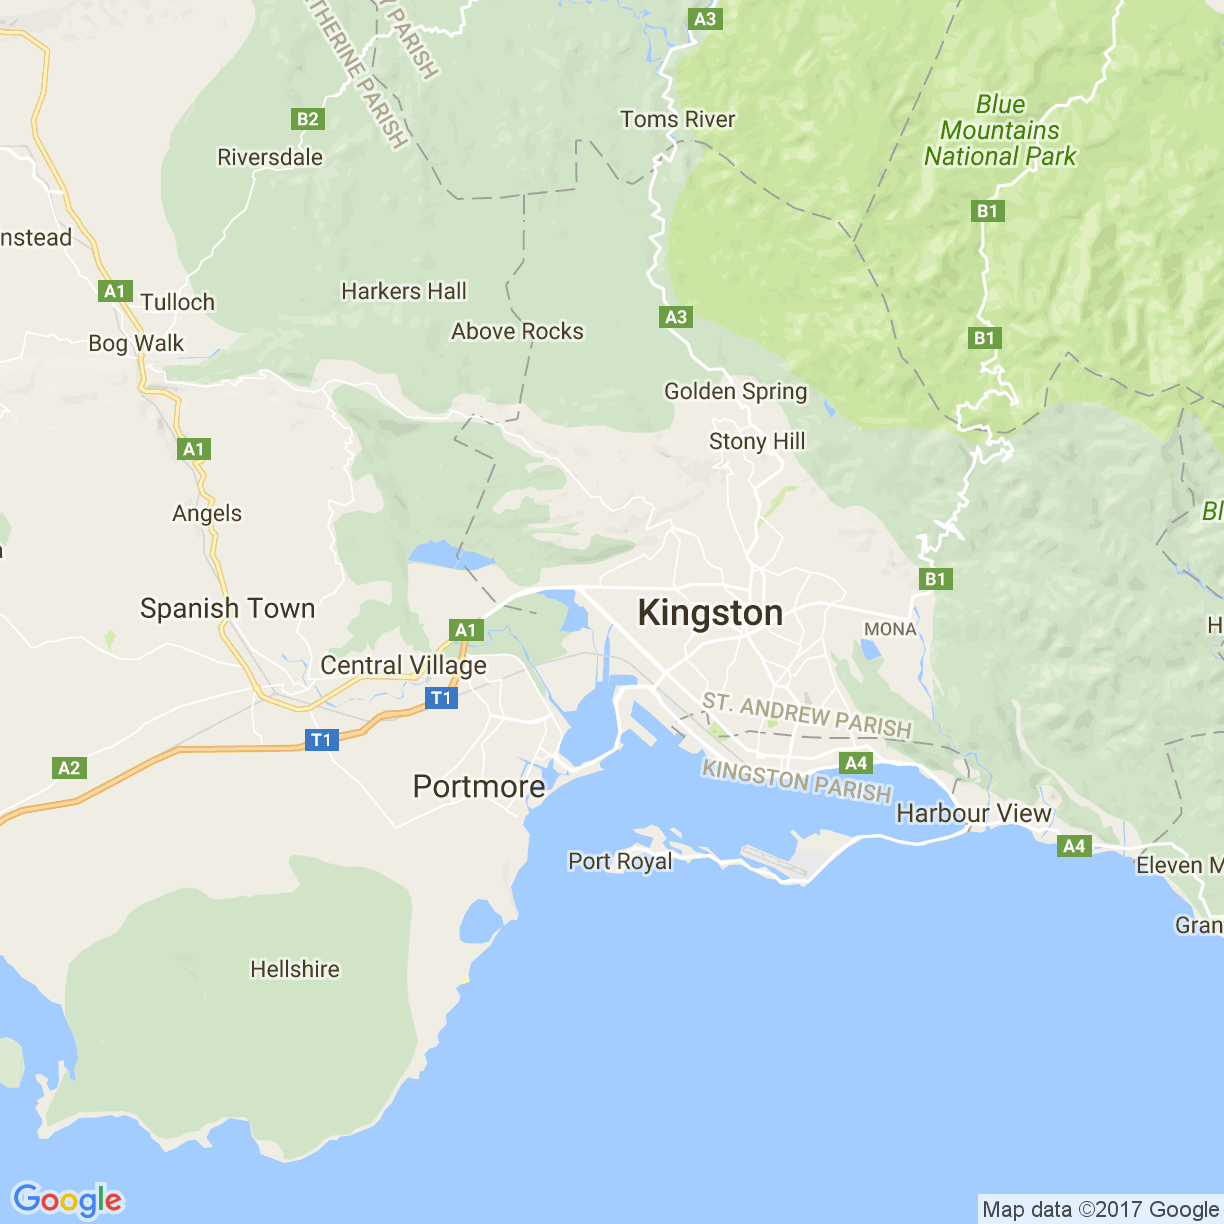 A3
Y PARISH
THERINE PARISH
B2
Toms River
Blue
Mountains
National Park
Riversdale
B1
nstead
A1
Tulloch
Harkers Hall
A3
Above Rocks
B1
Bog Walk
Golden Spring
A1
Stony Hill
Angels
Bl
a
B1
Spanish Town
Kingston
A1
MONA
H
Central Village
T1
ST. ANDREW PARISH
T1
A2
A4
KINGSTON PARISH
Portmore
Harbour View
A4
Port Royal
Eleven M
Gran
Hellshire
Google
Map data ©2017 Google